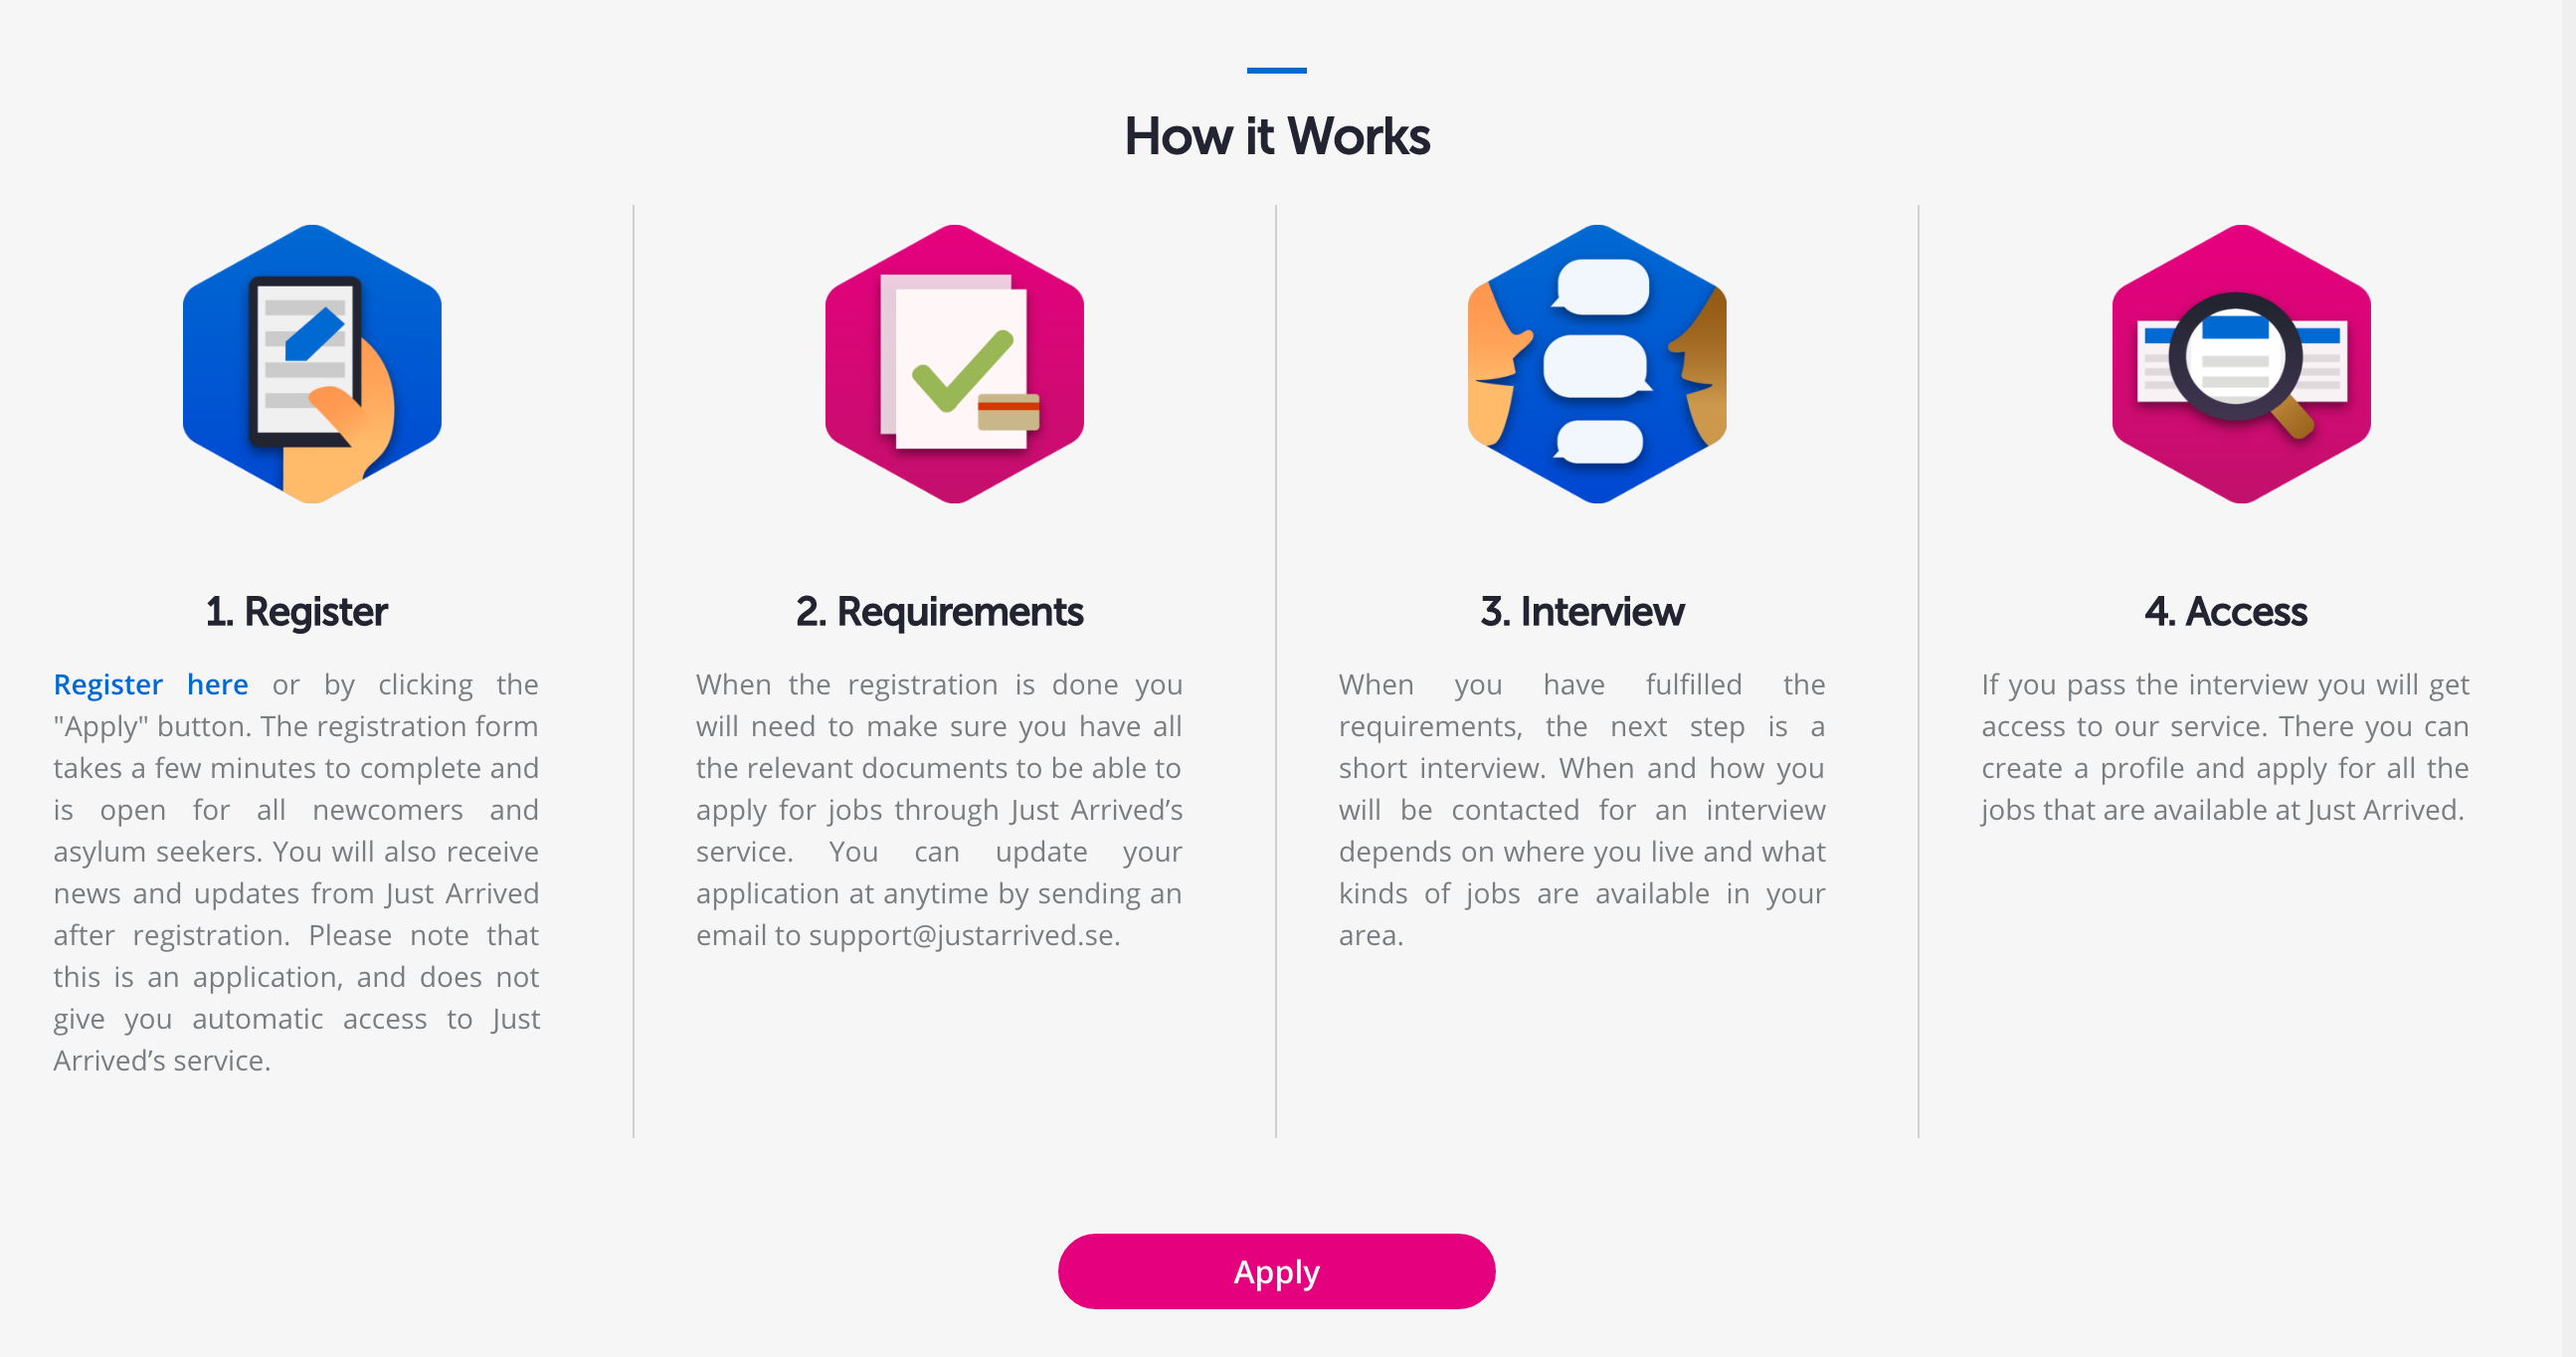 How it Works
1. Register
Register here or by clicking the
"Apply" button. The registration form
takes a few minutes to complete and
is open for all newcomers and
asylum seekers. You will also receive
news and updates from Just Arrived
after registration. Please note that
this is an application, and does not
give you automatic access to Just
Arrived’s service.
2. Requirements
When the registration is done you
will need to make sure you have all
the relevant documents to be able to
apply for jobs through Just Arrived’s
service. You can update your
application at anytime by sending an
email to support@justarrived.se.
3. Interview
When you have fulfilled the
requirements, the next step is a
short interview. When and how you
will be contacted for an interview
depends on where you live and what
kinds of jobs are available in your
area.
4. Access
If you pass the interview you will get
access to our service. There you can
create a profile and apply for all the
jobs that are available at Just Arrived.
Apply